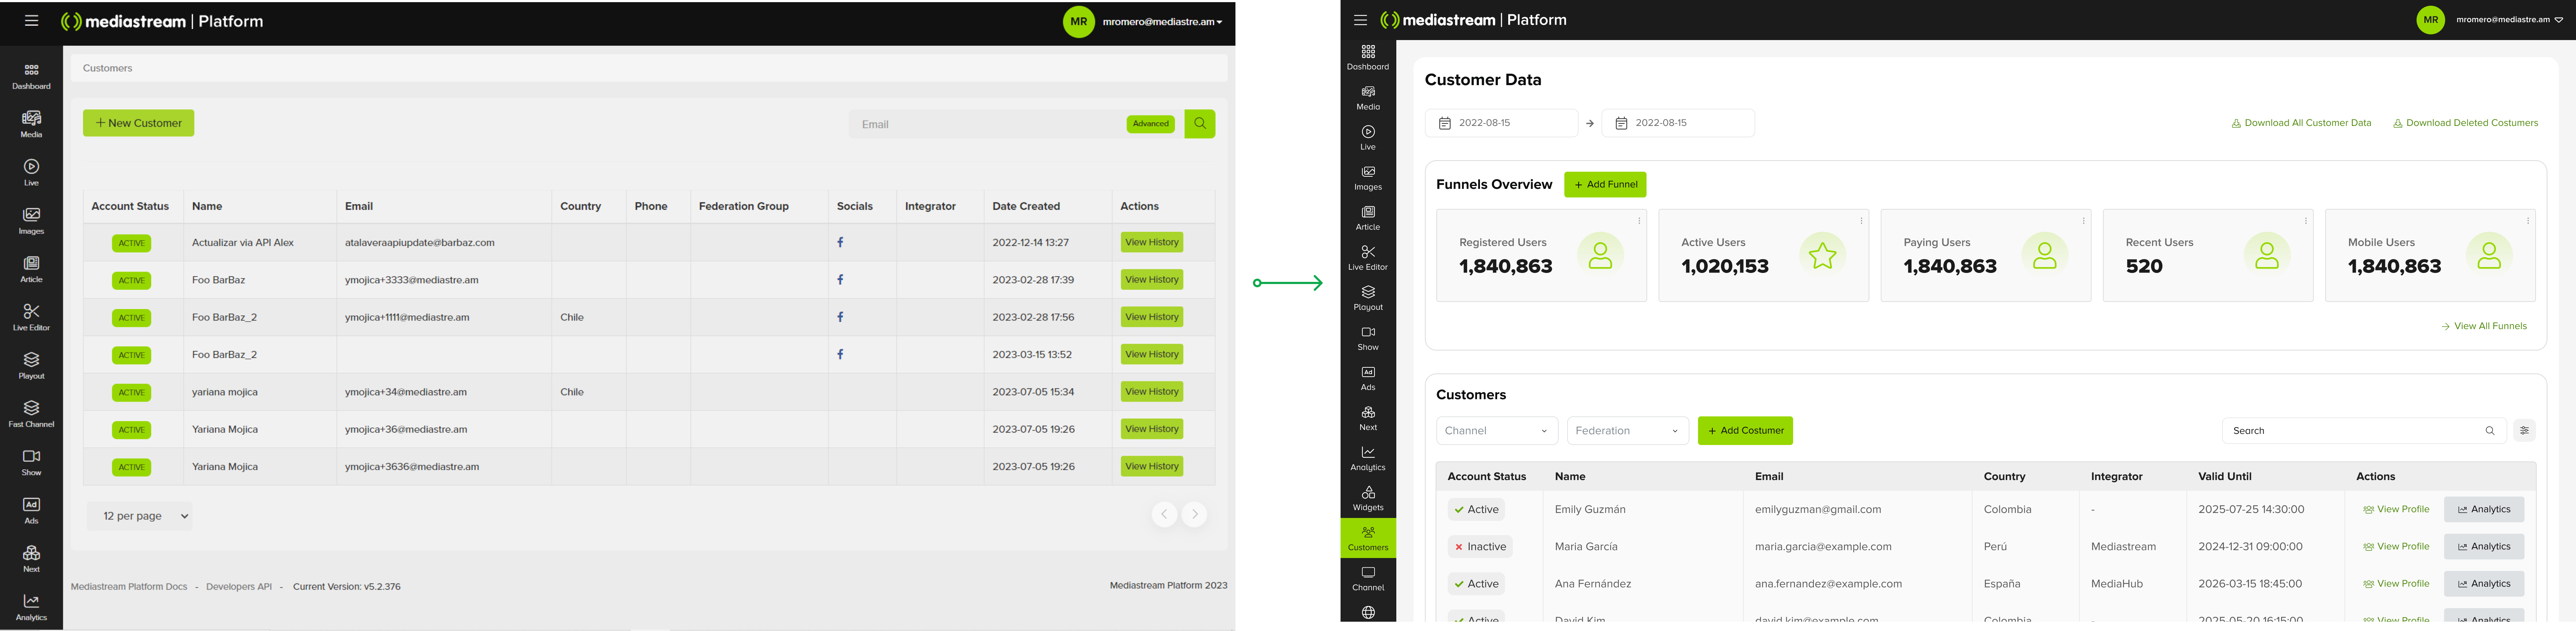 mediastream | Platform
MR mromero@mediastre.am
Dashboard
Media
Live
Images
Article
Live Editor
Playout
Fast Channel
Show
Ad
Ads
Next
Analytics
Customers
+ New Customer
Email Advanced
Account Status Name Email Country Phone Federation Group Socials Integrator Date Created Actions
ACTIVE Actualizar via API Alex atalaveraapiupdate@barbaz.com f 2022-12-14 13:27 View History
ACTIVE Foo BarBaz ymojica+3333@mediastre.am f 2023-02-28 17:39 View History
ACTIVE Foo BarBaz_2 ymojica+1111@mediastre.am Chile f 2023-02-28 17:56 View History
ACTIVE Foo BarBaz_2 f 2023-03-15 13:52 View History
ACTIVE yariana mojica ymojica+34@mediastre.am Chile 2023-07-05 15:34 View History
ACTIVE Yariana Mojica ymojica+36@mediastre.am 2023-07-05 19:26 View History
ACTIVE Yariana Mojica ymojica+3636@mediastre.am 2023-07-05 19:26 View History
12 per page
Mediastream Platform Docs - Developers API - Current Version: v5.2.376
Mediastream Platform 2023
mediastream | Platform
MR mromero@mediastre.am
Dashboard
Media
Live
Images
Article
Live Editor
Playout
Show
Ad
Ads
Next
Analytics
Widgets
Customers
Channel
Customer Data
2022-08-15 → 2022-08-15
Download All Customer Data Download Deleted Costumers
Funnels Overview + Add Funnel
Registered Users
1,840,863
Active Users
1,020,153
Paying Users
1,840,863
Recent Users
520
Mobile Users
1,840,863
→ View All Funnels
Customers
Channel Federation + Add Costumer Search
Account Status Name Email Country Integrator Valid Until Actions
Active Emily Guzmán emilyguzman@gmail.com Colombia - 2025-07-25 14:30:00 View Profile Analytics
Inactive Maria García maria.garcia@example.com Perú Mediastream 2024-12-31 09:00:00 View Profile Analytics
Active Ana Fernández ana.fernandez@example.com España MediaHub 2026-03-15 18:45:00 View Profile Analytics
Active David Kim david.kim@example.com Colombia - 2025-05-20 16:15:00 View Profile Analytics